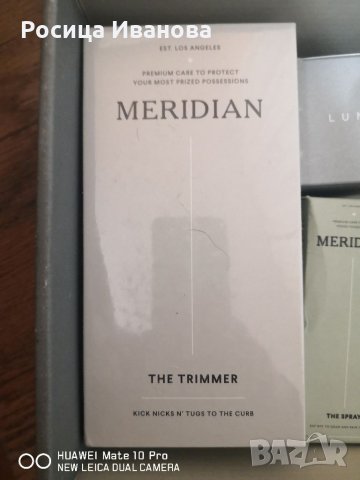 Росица Иванова
EST. LOS ANGELES
PREMIUM CARE TO PROTECT
YOUR MOST PRIZED POSSESSIONS
MERIDIAN
THE TRIMMER
KICK NICKS N' TUGS TO THE CURB
LUN
MERID
THE SPRAY
HUAWEI Mate 10 Pro
NEW LEICA DUAL CAMERA
BAZAR